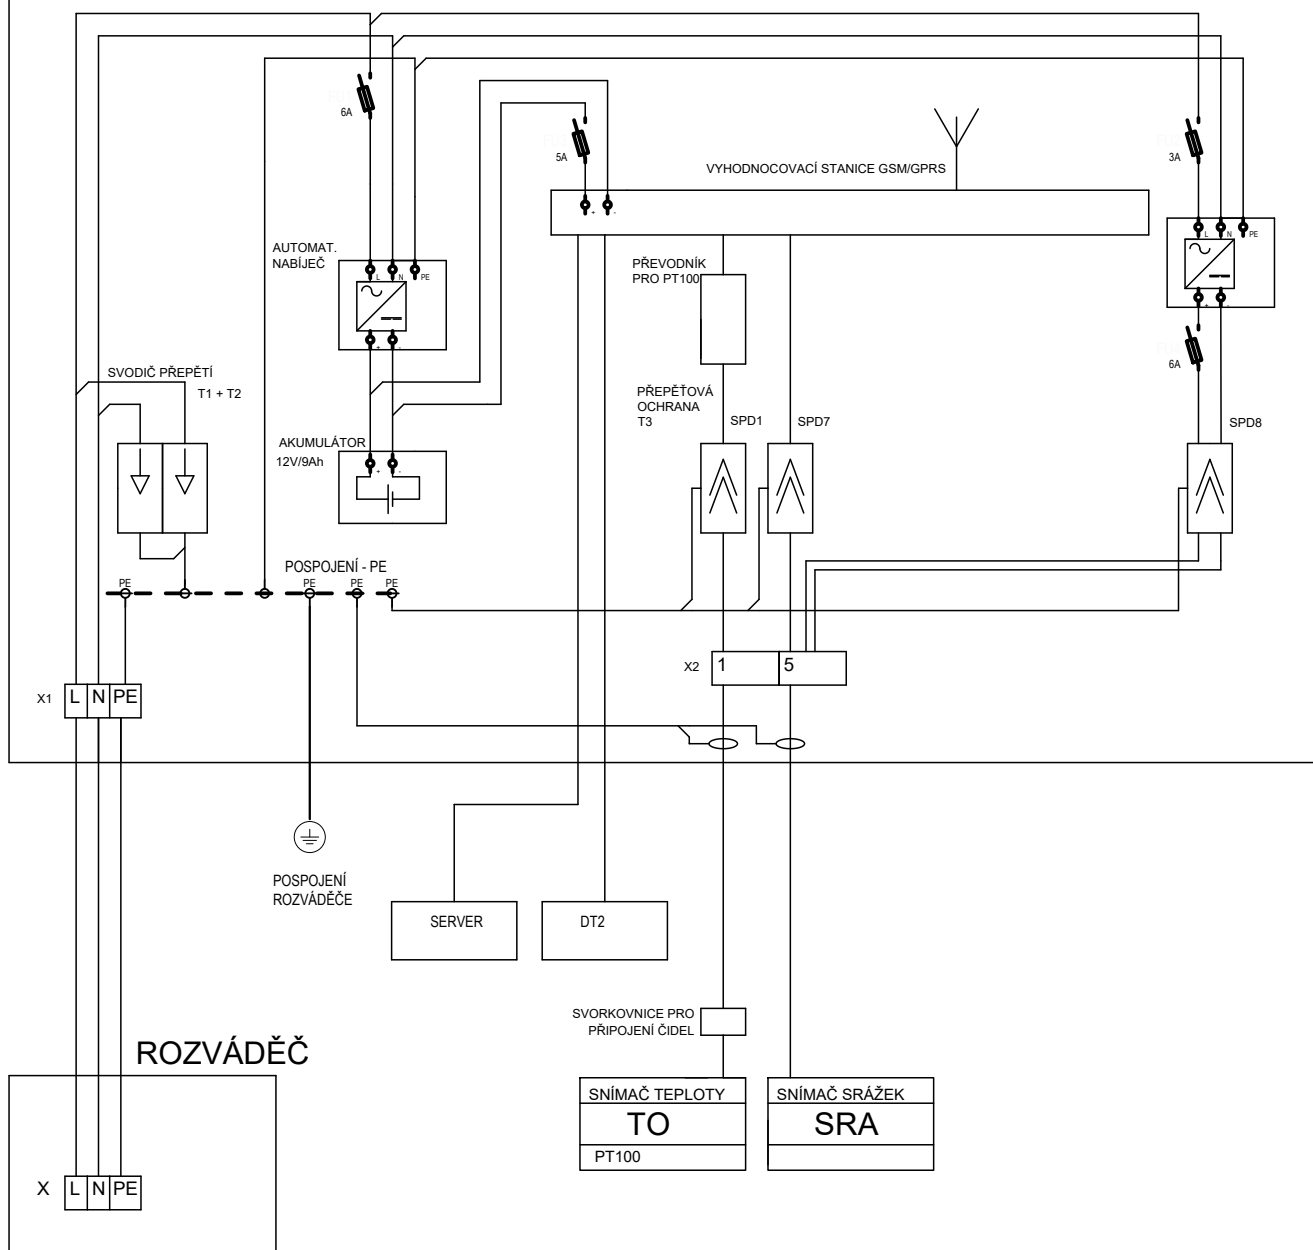 6A
5A
3A
VYHODNOCOVACÍ STANICE GSM/GPRS
+ -
L N PE
AUTOMAT.
NABÍJEČ
L N PE
+ -
PŘEVODNÍK
PRO PT100
+ -
6A
SVODIČ PŘEPĚTÍ
T1 + T2
PŘEPĚŤOVÁ
OCHRANA
T3
SPD1
SPD7
SPD8
AKUMULÁTOR
12V/9Ah
+ -
POSPOJENÍ - PE
PE PE PE PE
X2 1 5
X1 L N PE
POSPOJENÍ
ROZVÁDĚČE
SERVER
DT2
SVORKOVNICE PRO
PŘIPOJENÍ ČIDEL
ROZVÁDĚČ
SNÍMAČ TEPLOTY
TO
PT100
SNÍMAČ SRÁŽEK
SRA
X L N PE